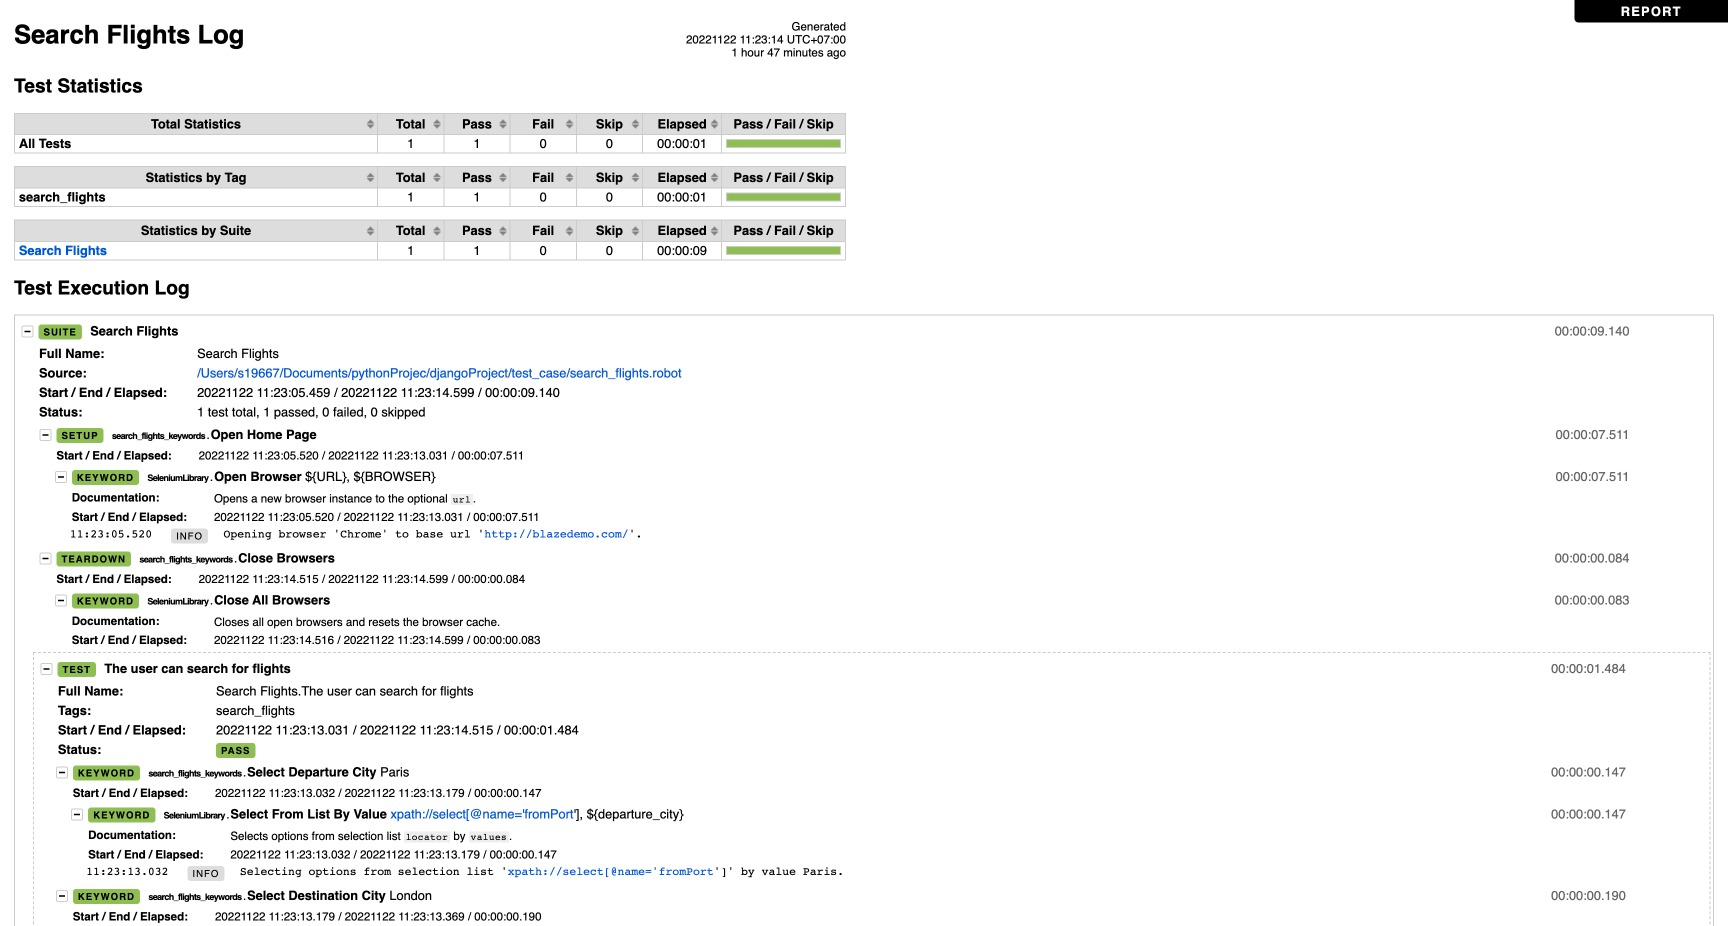 REPORT
Search Flights Log
Generated
20221122 11:23:14 UTC+07:00
1 hour 47 minutes ago
Test Statistics
Total Statistics Total Pass Fail Skip Elapsed Pass / Fail / Skip
All Tests 1 1 0 0 00:00:01
Statistics by Tag Total Pass Fail Skip Elapsed Pass / Fail / Skip
search_flights 1 1 0 0 00:00:01
Statistics by Suite Total Pass Fail Skip Elapsed Pass / Fail / Skip
Search Flights 1 1 0 0 00:00:09
Test Execution Log
SUITE Search Flights 00:00:09.140
Full Name: Search Flights
Source: /Users/s19667/Documents/pythonProjec/djangoProject/test_case/search_flights.robot
Start / End / Elapsed: 20221122 11:23:05.459 / 20221122 11:23:14.599 / 00:00:09.140
Status: 1 test total, 1 passed, 0 failed, 0 skipped
SETUP search_flights_keywords.Open Home Page 00:00:07.511
Start / End / Elapsed: 20221122 11:23:05.520 / 20221122 11:23:13.031 / 00:00:07.511
KEYWORD SeleniumLibrary.Open Browser ${URL}, ${BROWSER} 00:00:07.511
Documentation: Opens a new browser instance to the optional url.
Start / End / Elapsed: 20221122 11:23:05.520 / 20221122 11:23:13.031 / 00:00:07.511
11:23:05.520 INFO Opening browser 'Chrome' to base url 'http://blazedemo.com/'.
TEARDOWN search_flights_keywords.Close Browsers 00:00:00.084
Start / End / Elapsed: 20221122 11:23:14.515 / 20221122 11:23:14.599 / 00:00:00.084
KEYWORD SeleniumLibrary.Close All Browsers 00:00:00.083
Documentation: Closes all open browsers and resets the browser cache.
Start / End / Elapsed: 20221122 11:23:14.516 / 20221122 11:23:14.599 / 00:00:00.083
TEST The user can search for flights 00:00:01.484
Full Name: Search Flights.The user can search for flights
Tags: search_flights
Start / End / Elapsed: 20221122 11:23:13.031 / 20221122 11:23:14.515 / 00:00:01.484
Status: PASS
KEYWORD search_flights_keywords.Select Departure City Paris 00:00:00.147
Start / End / Elapsed: 20221122 11:23:13.032 / 20221122 11:23:13.179 / 00:00:00.147
KEYWORD SeleniumLibrary.Select From List By Value xpath://select[@name='fromPort'], ${departure_city} 00:00:00.147
Documentation: Selects options from selection list locator by values.
Start / End / Elapsed: 20221122 11:23:13.032 / 20221122 11:23:13.179 / 00:00:00.147
11:23:13.032 INFO Selecting options from selection list 'xpath://select[@name='fromPort']' by value Paris.
KEYWORD search_flights_keywords.Select Destination City London 00:00:00.190
Start / End / Elapsed: 20221122 11:23:13.179 / 20221122 11:23:13.369 / 00:00:00.190